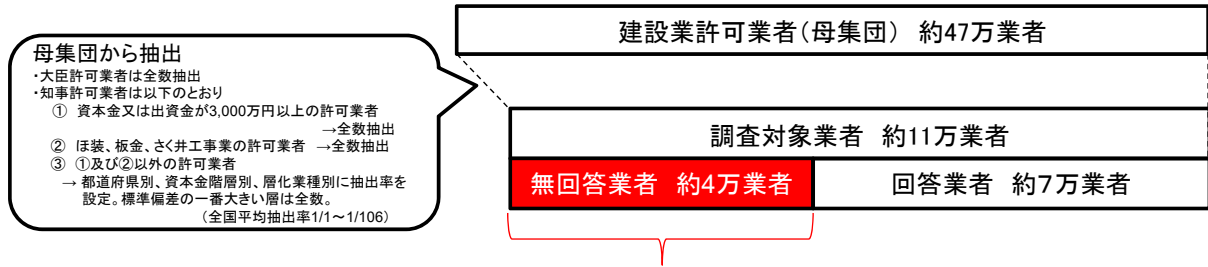 母集団から抽出
・大臣許可業者は全数抽出
・知事許可業者は以下のとおり
① 資本金又は出資金が3,000万円以上の許可業者
→全数抽出
② ほ装、板金、さく井工事業の許可業者 →全数抽出
③ ①及び②以外の許可業者
→ 都道府県別、資本金階層別、層化業種別に抽出率を
設定。標準偏差の一番大きい層は全数。
(全国平均抽出率1/1～1/106)
建設業許可業者(母集団) 約47万業者
調査対象業者 約11万業者
無回答業者 約4万業者
回答業者 約7万業者